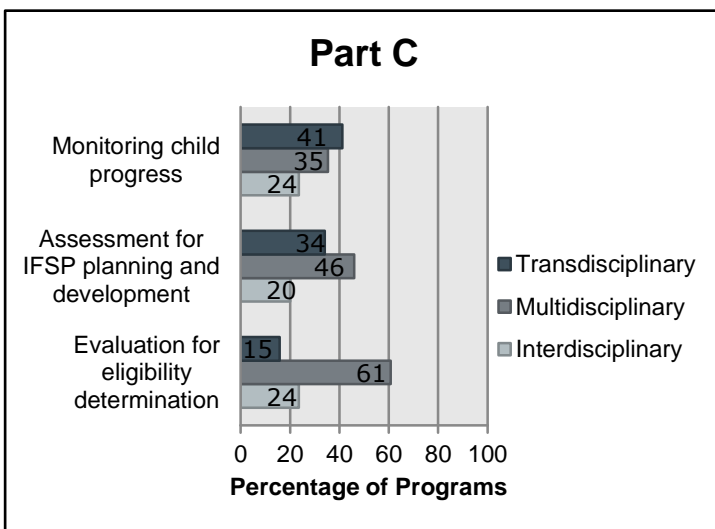 Part C
Monitoring child
progress
41
35
24
Assessment for
IFSP planning and
development
34
46
20
Evaluation for
eligibility
determination
15
61
24
Transdisciplinary
Multidisciplinary
Interdisciplinary
0 20 40 60 80 100
Percentage of Programs